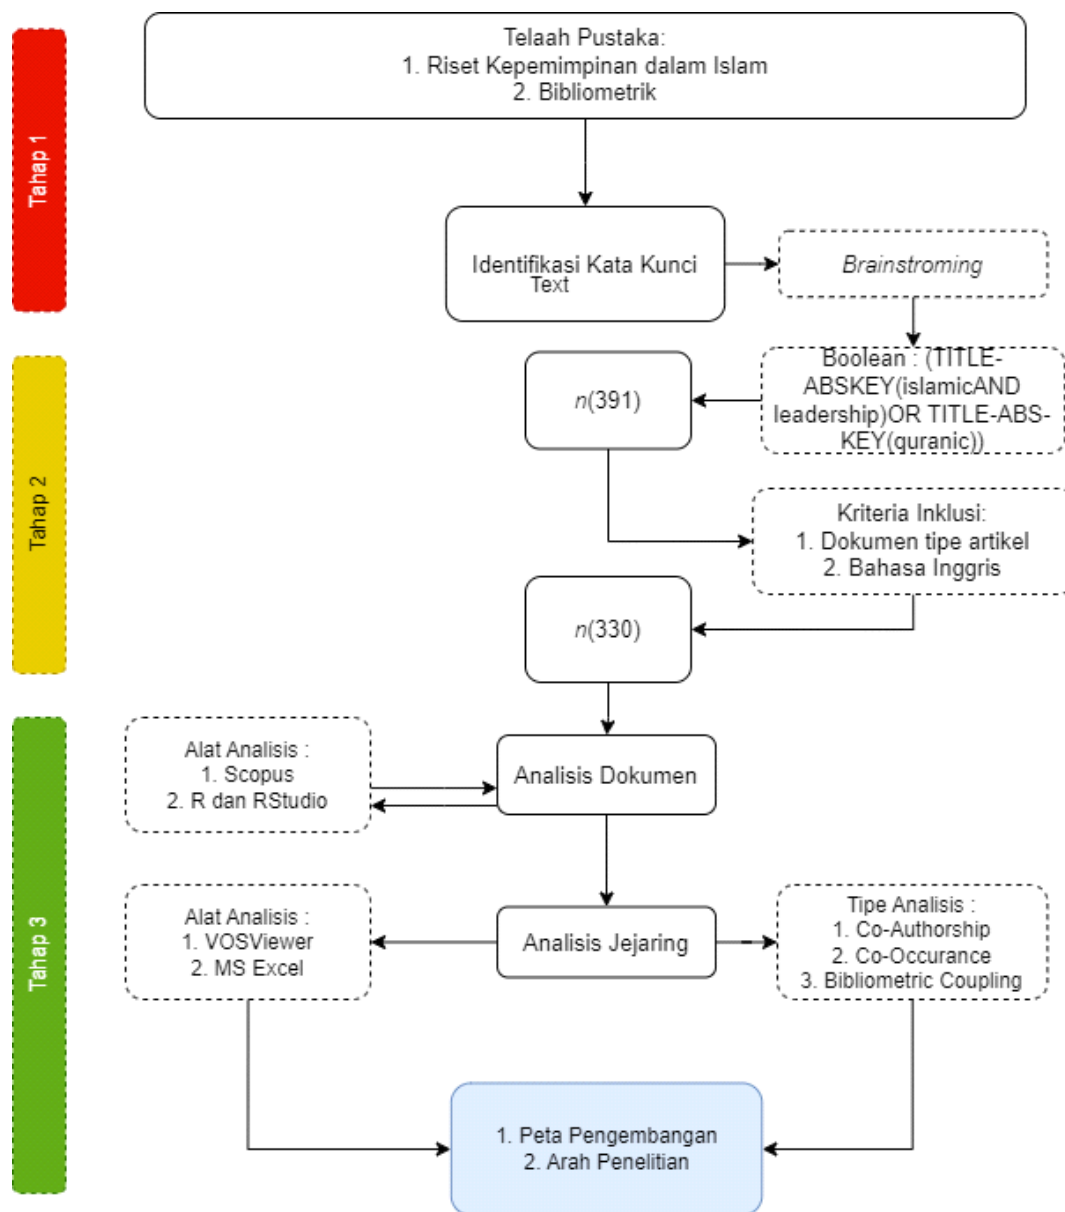 Tahap 1
Telaah Pustaka:
1. Riset Kepemimpinan dalam Islam
2. Bibliometrik
Identifikasi Kata Kunci
Text
Brainstroming
Tahap 2
n(391)
Boolean : (TITLE-
ABSKEY(islamicAND
leadership)OR TITLE-ABS-
KEY(quranic))
Kriteria Inklusi:
1. Dokumen tipe artikel
2. Bahasa Inggris
n(330)
Tahap 3
Alat Analisis :
1. Scopus
2. R dan RStudio
Analisis Dokumen
Alat Analisis :
1. VOSViewer
2. MS Excel
Analisis Jejaring
Tipe Analisis :
1. Co-Authorship
2. Co-Occurance
3. Bibliometric Coupling
1. Peta Pengembangan
2. Arah Penelitian